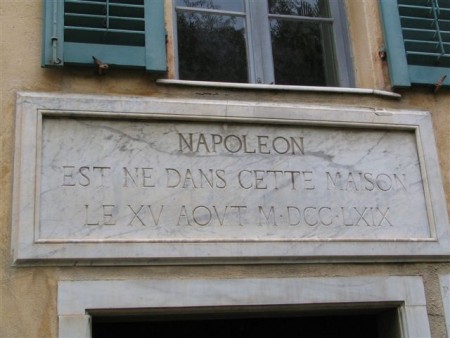 NAPOLEON
EST NE DANS CETTE MAISON
LE XV AOVT M·DCC·LXIX